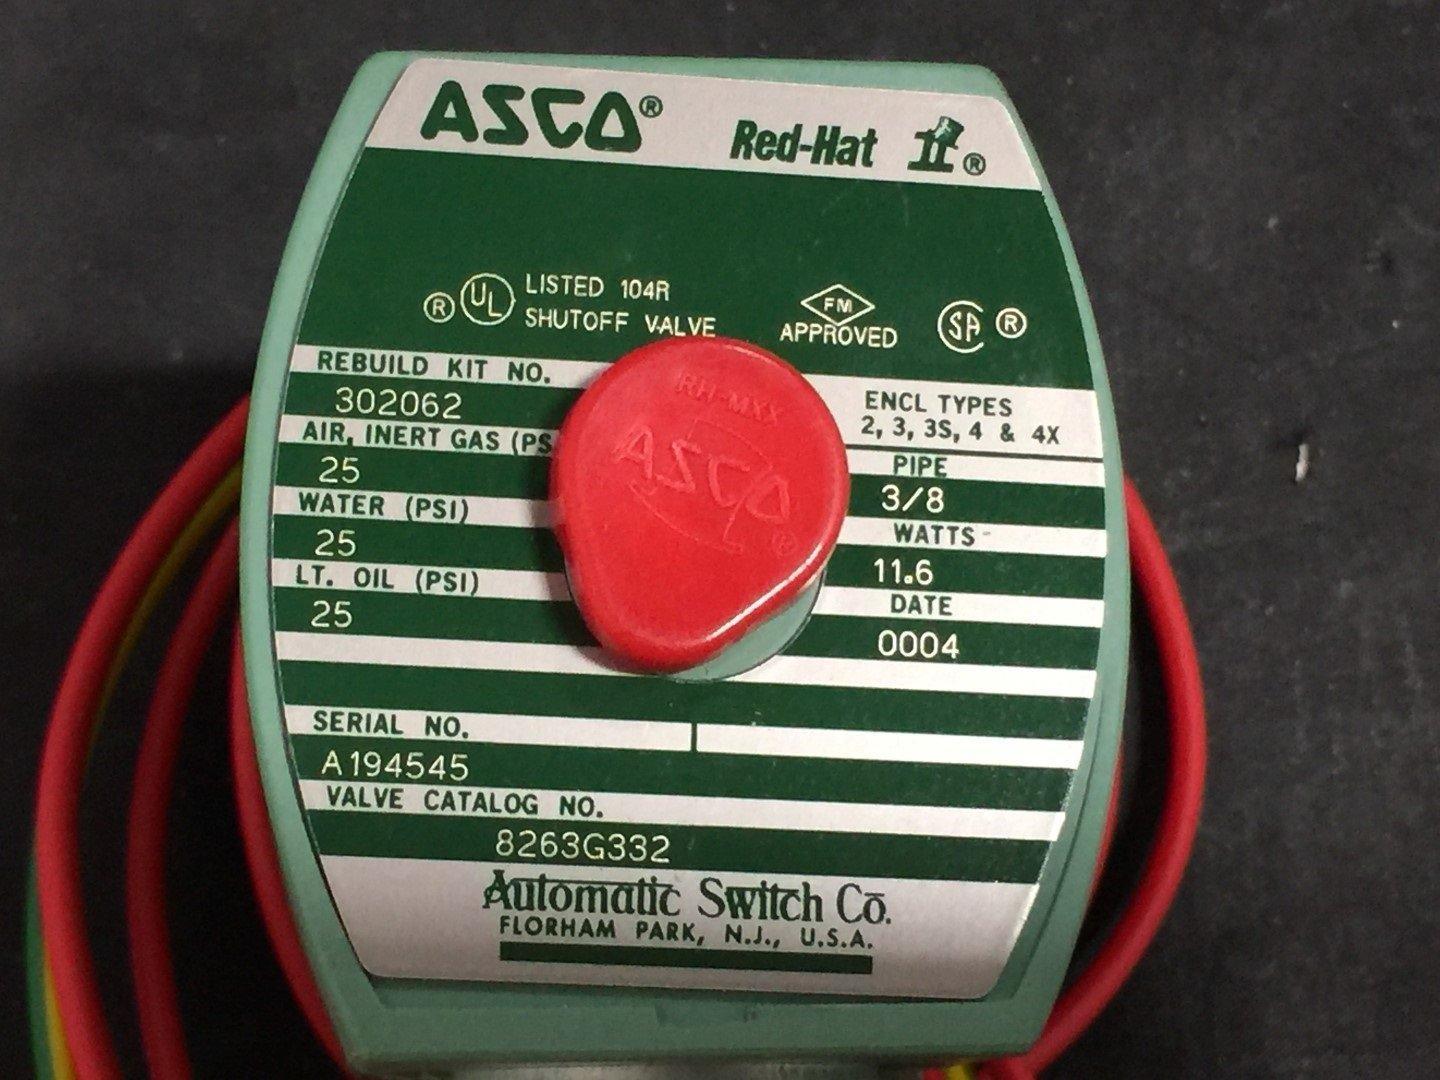 ASCO®
Red-Hat II®
® UL LISTED 104R
SHUTOFF VALVE
FM
APPROVED
SA ®
REBUILD KIT NO.
302062
AIR, INERT GAS (PS
25
WATER (PSI)
25
LT. OIL (PSI)
25
RH-MXX
ASCO
®
ENCL TYPES
2, 3, 3S, 4 & 4X
PIPE
3/8
WATTS
11.6
DATE
0004
SERIAL NO.
A194545
VALVE CATALOG NO.
8263G332
Automatic Switch Co.
FLORHAM PARK, N.J., U.S.A.